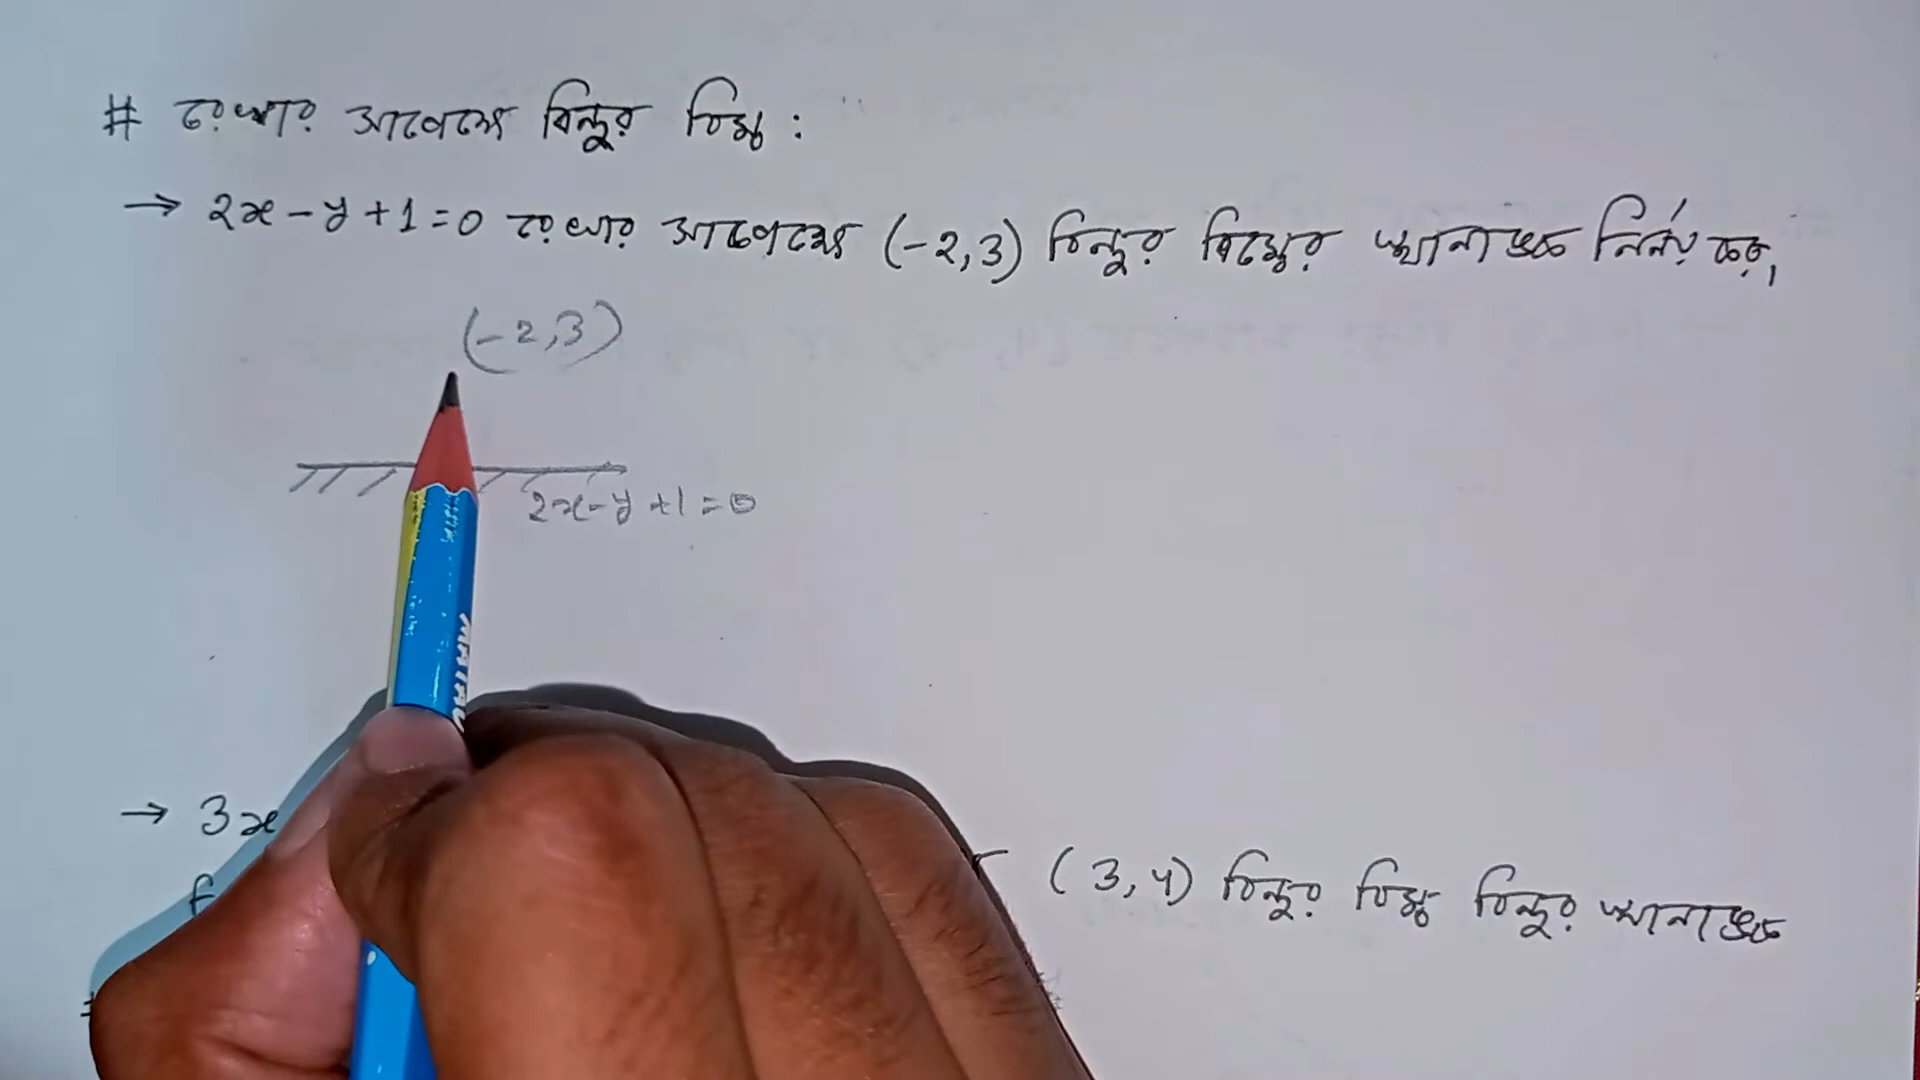 # রেখার সাপেক্ষে বিন্দুর বিম্ব :
→ 2x - y + 1 = 0 রেখার সাপেক্ষে (-2, 3) বিন্দুর বিম্বের স্থানাঙ্ক নির্ণয় কর,
(-2, 3)
2x - y + 1 = 0
→ 3x (3, 4) বিন্দুর বিম্ব বিন্দুর স্থানাঙ্ক